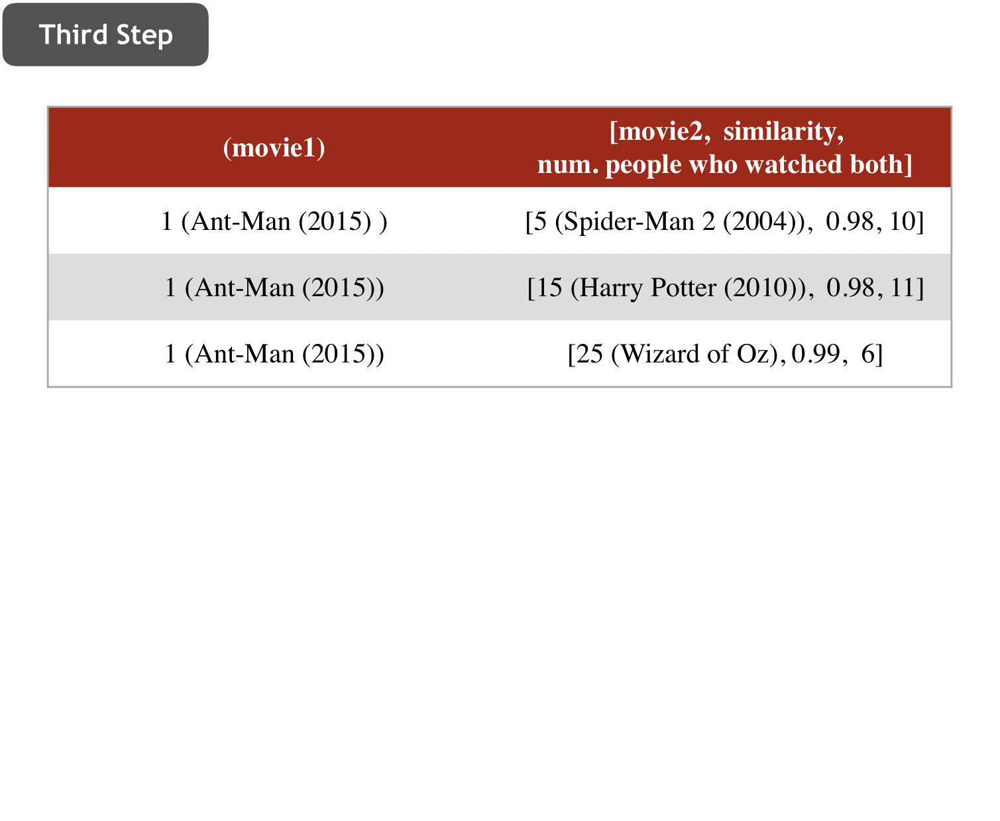 Third Step
(movie1)
[movie2, similarity,
num. people who watched both]
1 (Ant-Man (2015) )
[5 (Spider-Man 2 (2004)), 0.98, 10]
1 (Ant-Man (2015))
[15 (Harry Potter (2010)), 0.98, 11]
1 (Ant-Man (2015))
[25 (Wizard of Oz), 0.99, 6]